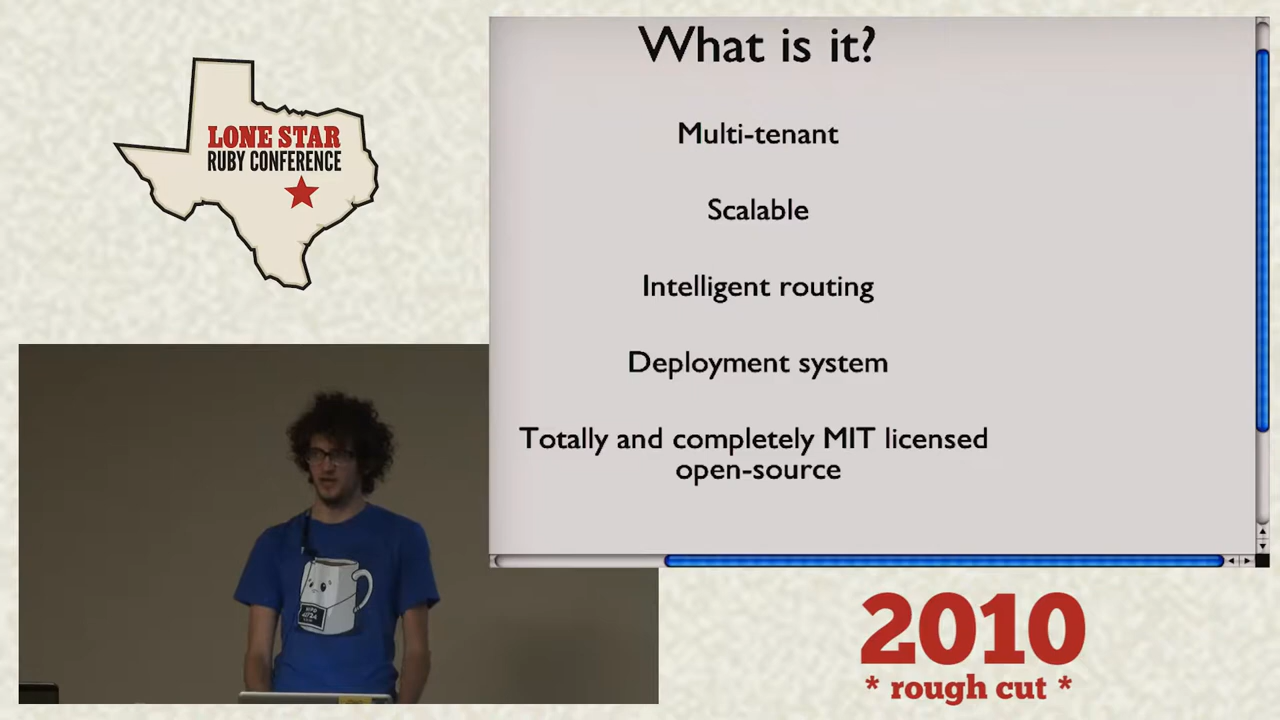 LONE STAR
RUBY CONFERENCE
What is it?
Multi-tenant
Scalable
Intelligent routing
Deployment system
Totally and completely MIT licensed
open-source
2010
* rough cut *